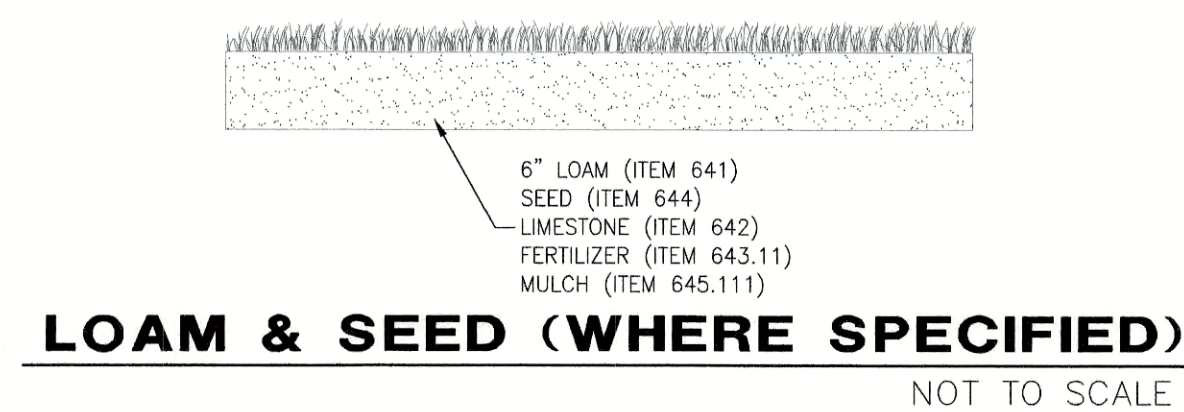 6" LOAM (ITEM 641)
SEED (ITEM 644)
LIMESTONE (ITEM 642)
FERTILIZER (ITEM 643.11)
MULCH (ITEM 645.111)
LOAM & SEED (WHERE SPECIFIED)
NOT TO SCALE